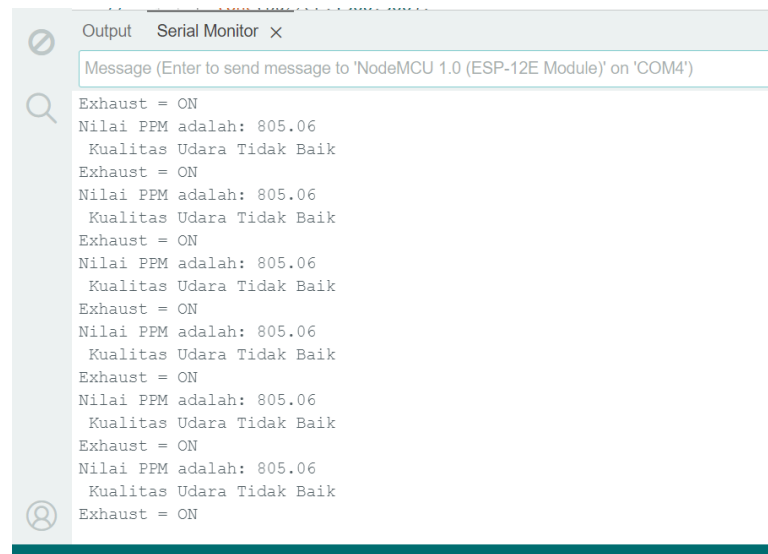 Output Serial Monitor ×
Message (Enter to send message to 'NodeMCU 1.0 (ESP-12E Module)' on 'COM4')
Exhaust = ON
Nilai PPM adalah: 805.06
Kualitas Udara Tidak Baik
Exhaust = ON
Nilai PPM adalah: 805.06
Kualitas Udara Tidak Baik
Exhaust = ON
Nilai PPM adalah: 805.06
Kualitas Udara Tidak Baik
Exhaust = ON
Nilai PPM adalah: 805.06
Kualitas Udara Tidak Baik
Exhaust = ON
Nilai PPM adalah: 805.06
Kualitas Udara Tidak Baik
Exhaust = ON
Nilai PPM adalah: 805.06
Kualitas Udara Tidak Baik
Exhaust = ON